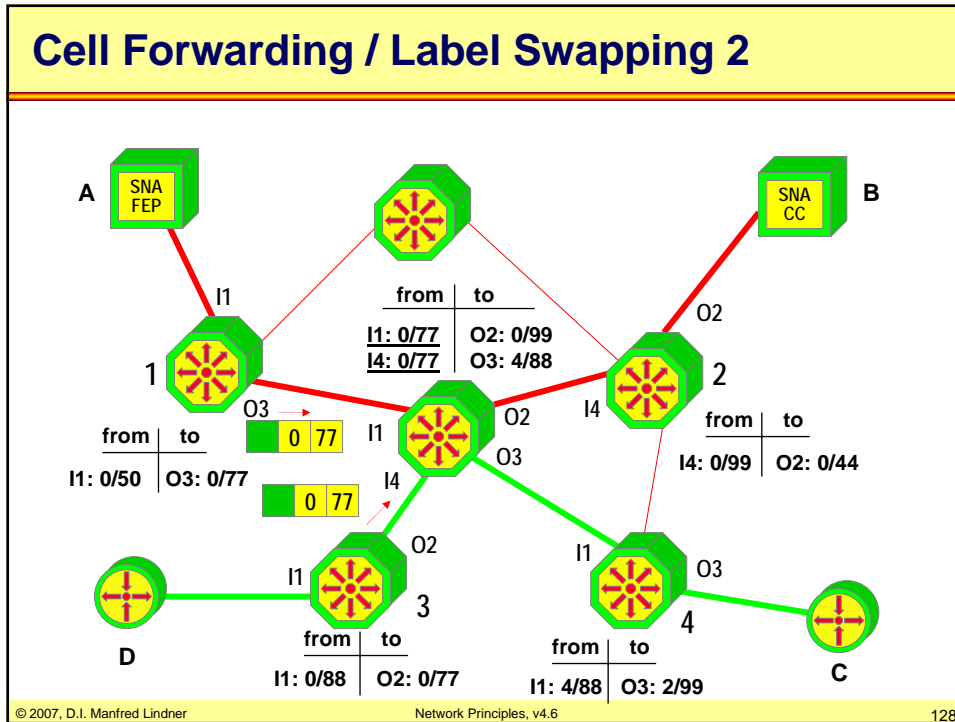 Cell Forwarding / Label Swapping 2
A
SNA
FEP
SNA
CC
B
I1
from to
I1: 0/77 O2: 0/99
I4: 0/77 O3: 4/88
O2
1
2
O3
0 77
I1
O2
O3
I4
from to
I1: 0/50 O3: 0/77
from to
I4: 0/99 O2: 0/44
I4
0 77
O2
I1
3
I1
O3
4
D
from to
I1: 0/88 O2: 0/77
from to
I1: 4/88 O3: 2/99
C
© 2007, D.I. Manfred Lindner
Network Principles, v4.6
128